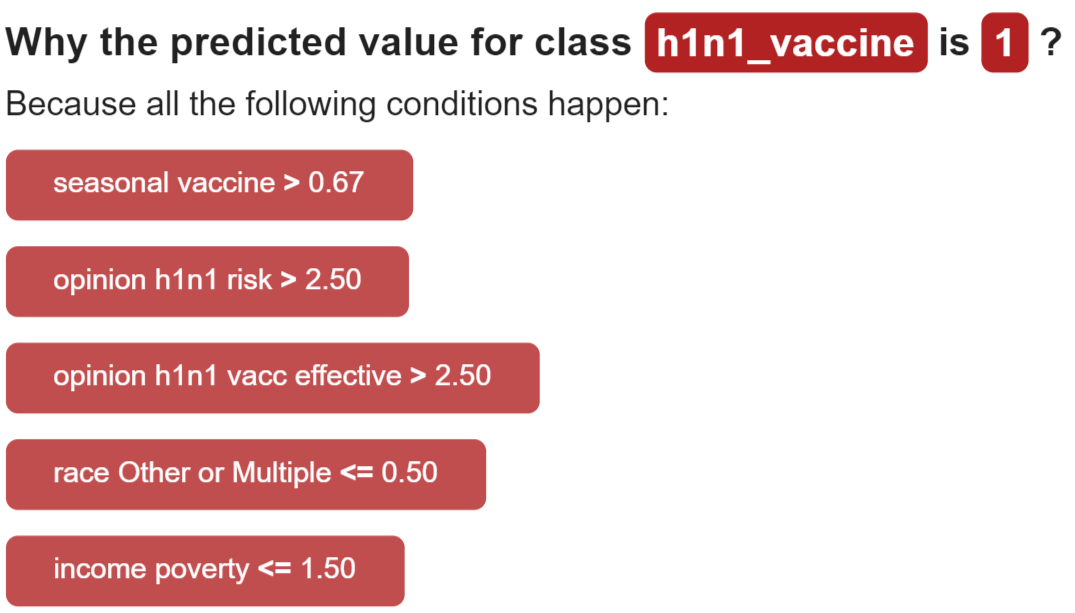 Why the predicted value for class h1n1_vaccine is 1 ?
Because all the following conditions happen:
seasonal vaccine > 0.67
opinion h1n1 risk > 2.50
opinion h1n1 vacc effective > 2.50
race Other or Multiple <= 0.50
income poverty <= 1.50